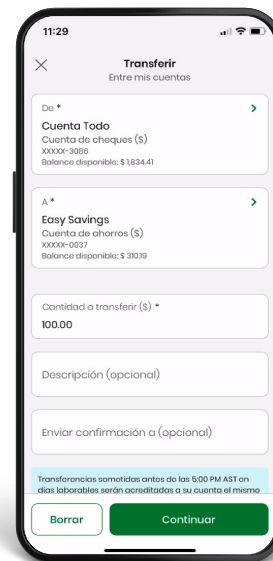 11:29
Transferir
Entre mis cuentas
De *
Cuenta Todo
Cuenta de cheques ($)
XXXXX-3086
Balance disponible: $ 1,834.41
A *
Easy Savings
Cuenta de ahorros ($)
XXXXX-0037
Balance disponible: $ 310.19
Cantidad a transferir ($) *
100.00
Descripción (opcional)
Enviar confirmación a (opcional)
Transferencias sometidas antes de las 5:00 PM AST en
días laborables serán acreditadas a su cuenta el mismo
Borrar
Continuar